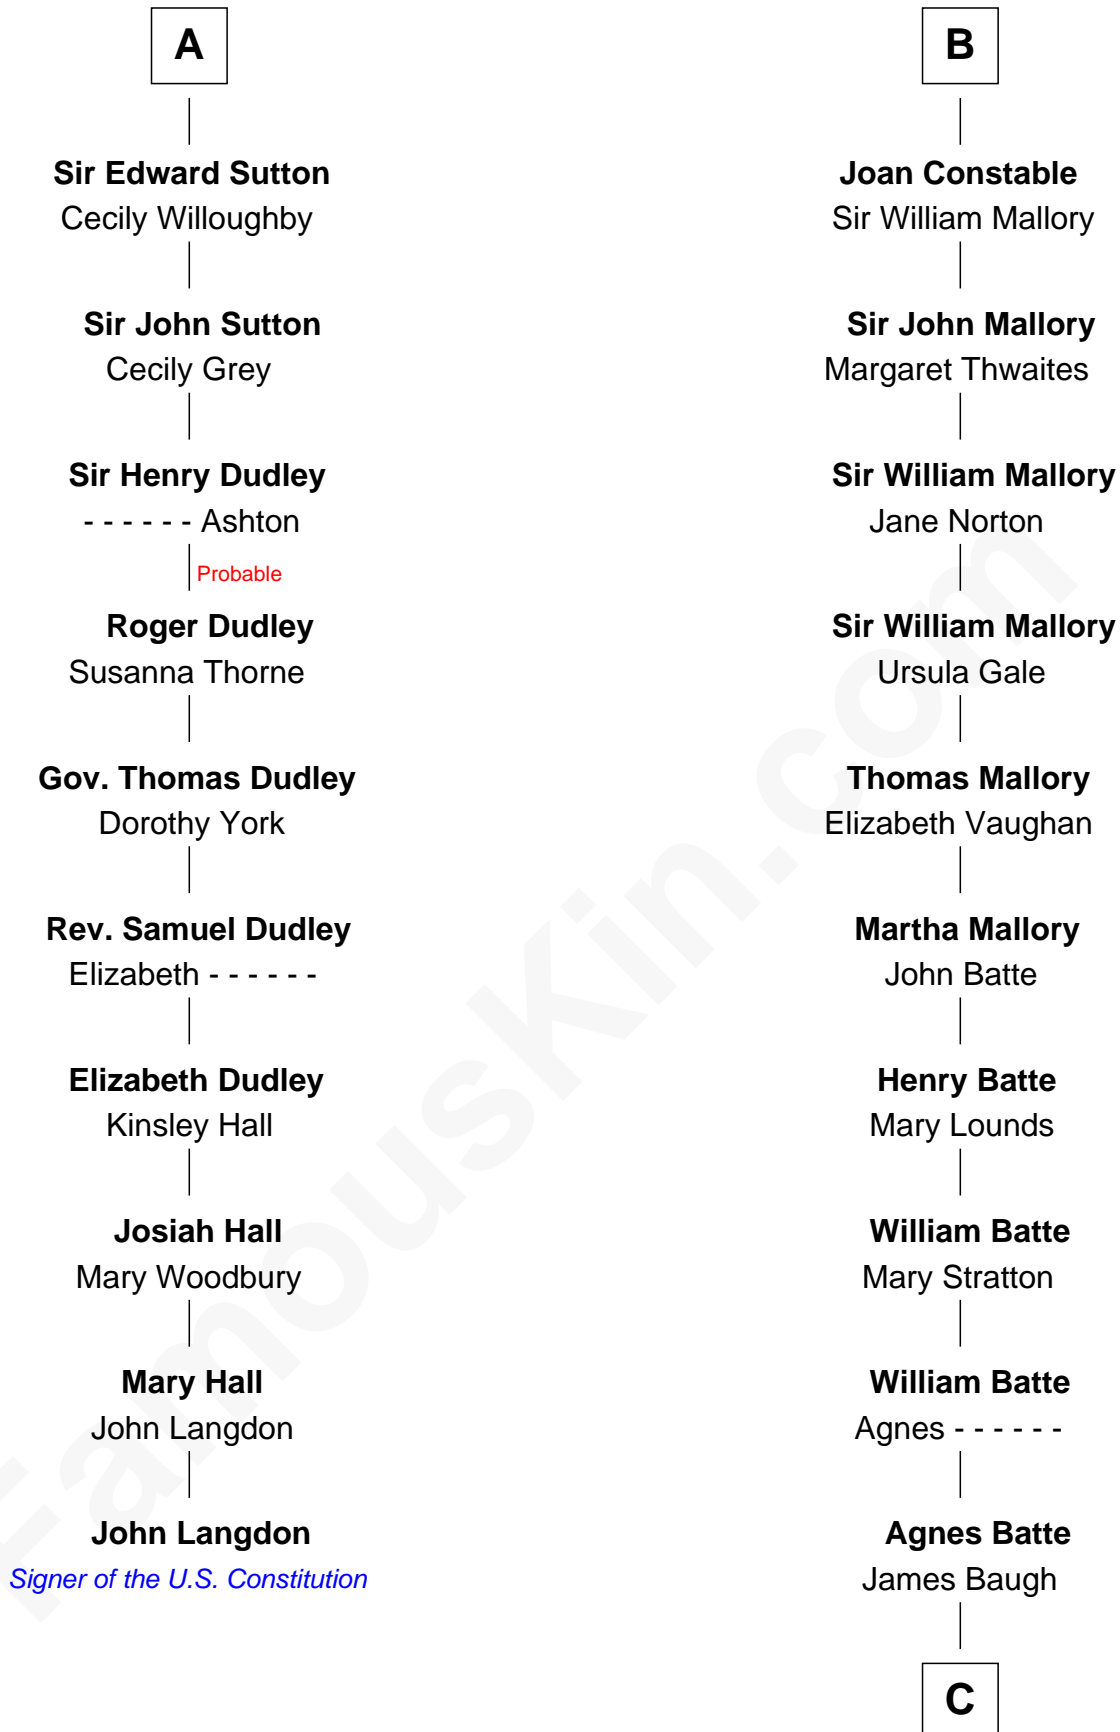 A
Sir Edward Sutton
Cecily Willoughby
Sir John Sutton
Cecily Grey
Sir Henry Dudley
- - - - - - Ashton
Probable
Roger Dudley
Susanna Thorne
Gov. Thomas Dudley
Dorothy York
Rev. Samuel Dudley
Elizabeth - - - - - -
Elizabeth Dudley
Kinsley Hall
Josiah Hall
Mary Woodbury
Mary Hall
John Langdon
John Langdon
Signer of the U.S. Constitution
B
Joan Constable
Sir William Mallory
Sir John Mallory
Margaret Thwaites
Sir William Mallory
Jane Norton
Sir William Mallory
Ursula Gale
Thomas Mallory
Elizabeth Vaughan
Martha Mallory
John Batte
Henry Batte
Mary Lounds
William Batte
Mary Stratton
William Batte
Agnes - - - - - -
Agnes Batte
James Baugh
C
FamousKin.com